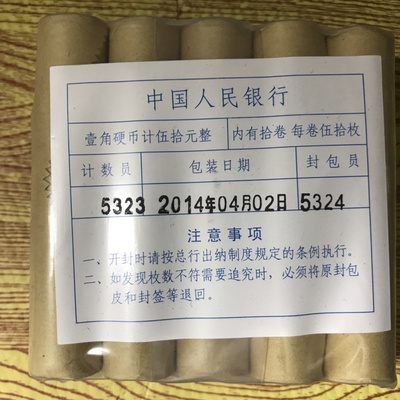 中国人民银行
壹角硬币计伍拾元整 内有拾卷 每卷伍拾枚
计数员 包装日期 封包员
5323 2014年04月02日 5324
注意事项
一、开封时请按总行出纳制度规定的条例执行。
二、如发现枚数不符需要追究时，必须将原封包
皮和封签等退回。